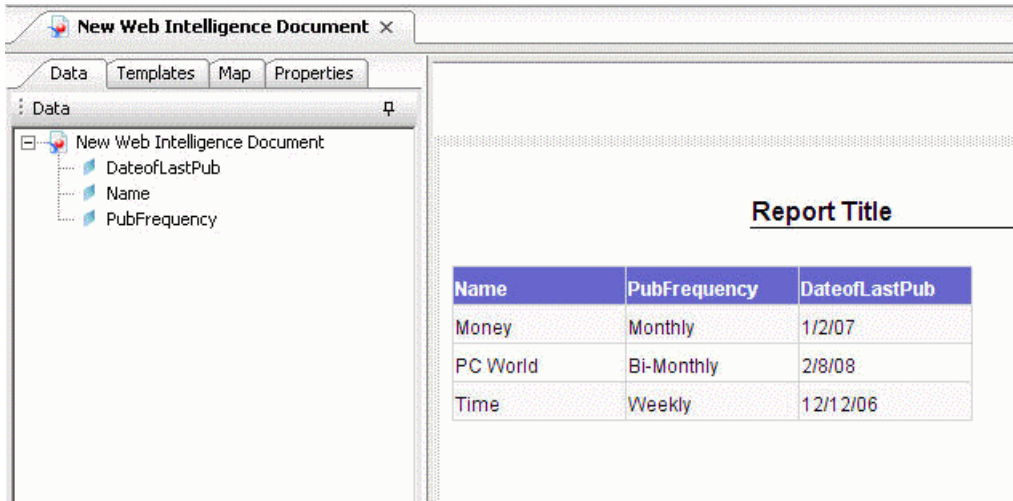 New Web Intelligence Document
Data Templates Map Properties
Data
New Web Intelligence Document
DateofLastPub
Name
PubFrequency
Report Title
Name PubFrequency DateofLastPub
Money Monthly 1/2/07
PC World Bi-Monthly 2/8/08
Time Weekly 12/12/06